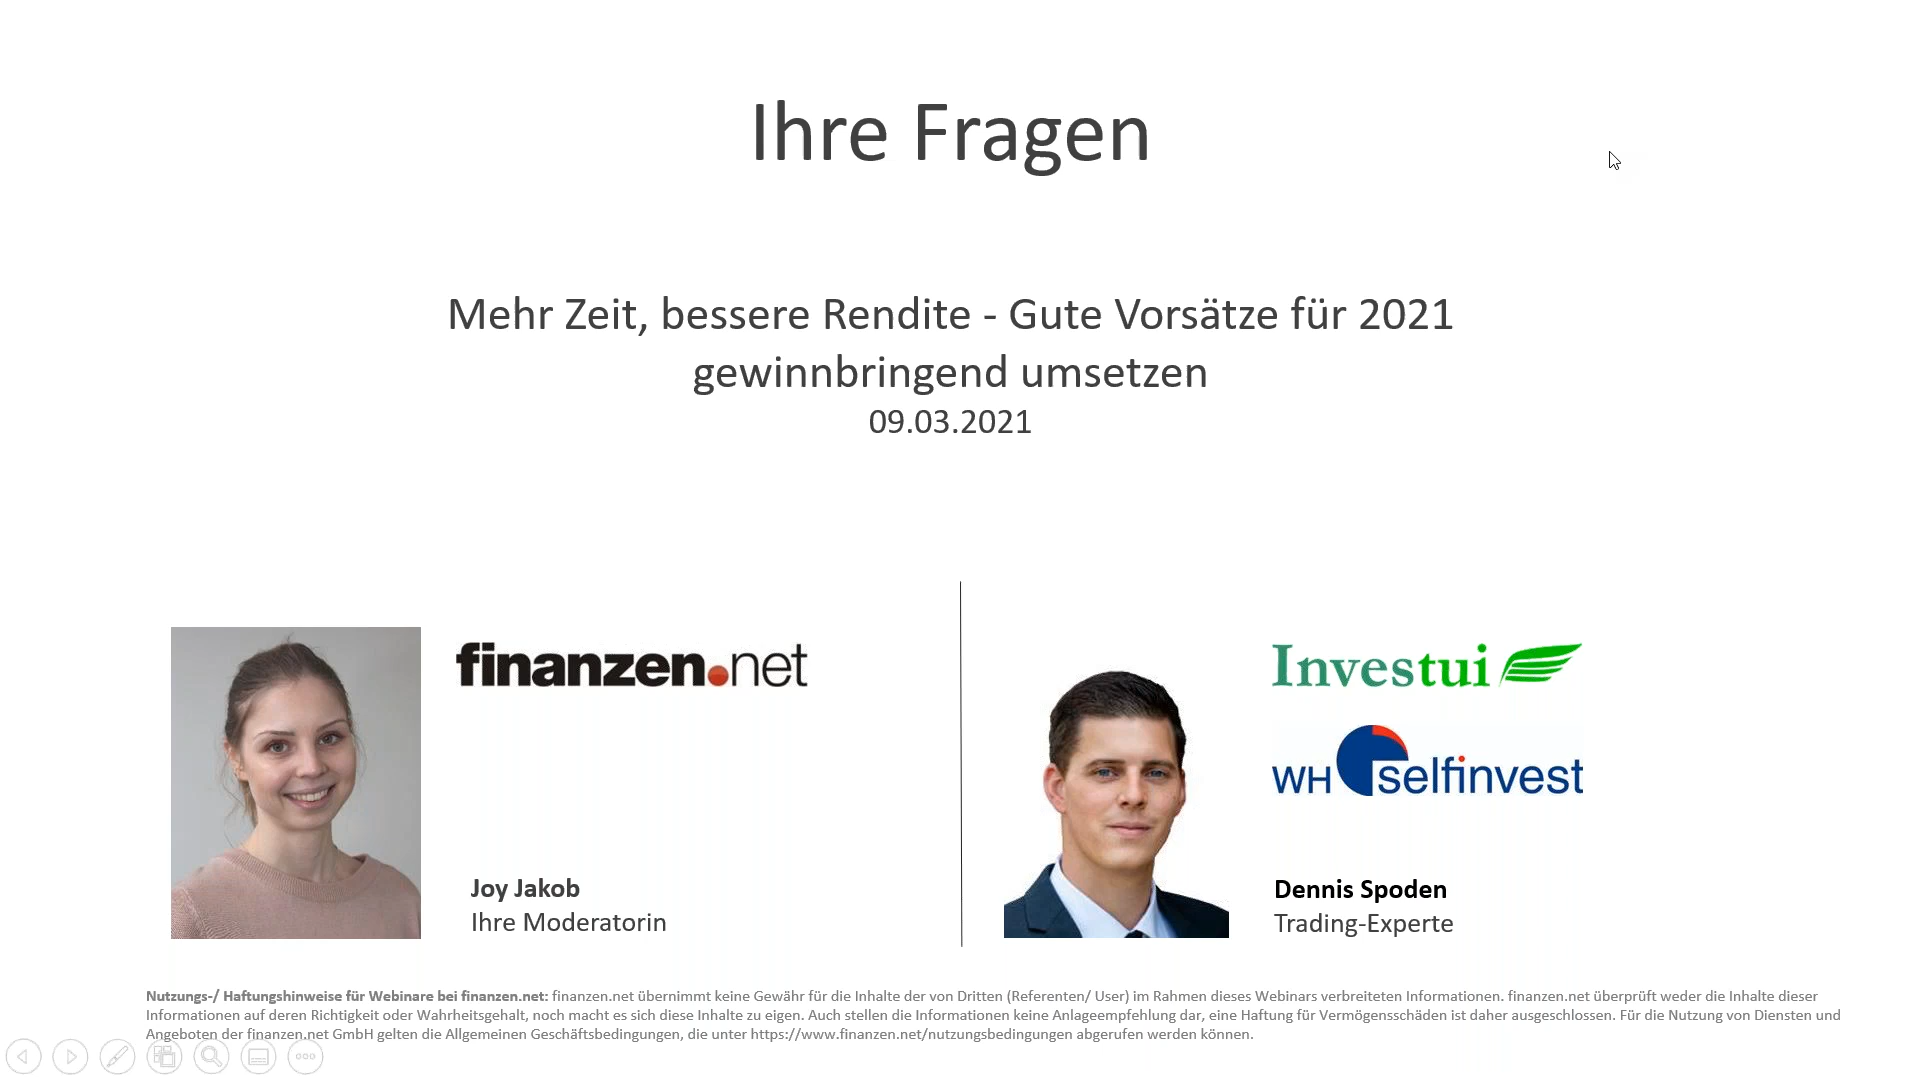 Ihre Fragen
Mehr Zeit, bessere Rendite - Gute Vorsätze für 2021
gewinnbringend umsetzen
09.03.2021
finanzen.net
Joy Jakob
Ihre Moderatorin
Investui
WH selfinvest
Dennis Spoden
Trading-Experte
Nutzungs-/ Haftungshinweise für Webinare bei finanzen.net: finanzen.net übernimmt keine Gewähr für die Inhalte der von Dritten (Referenten/ User) im Rahmen dieses Webinars verbreiteten Informationen. finanzen.net überprüft weder die Inhalte dieser
Informationen auf deren Richtigkeit oder Wahrheitsgehalt, noch macht es sich diese Inhalte zu eigen. Auch stellen die Informationen keine Anlageempfehlung dar, eine Haftung für Vermögensschäden ist daher ausgeschlossen. Für die Nutzung von Diensten und
Angeboten der finanzen.net GmbH gelten die Allgemeinen Geschäftsbedingungen, die unter https://www.finanzen.net/nutzungsbedingungen abgerufen werden können.